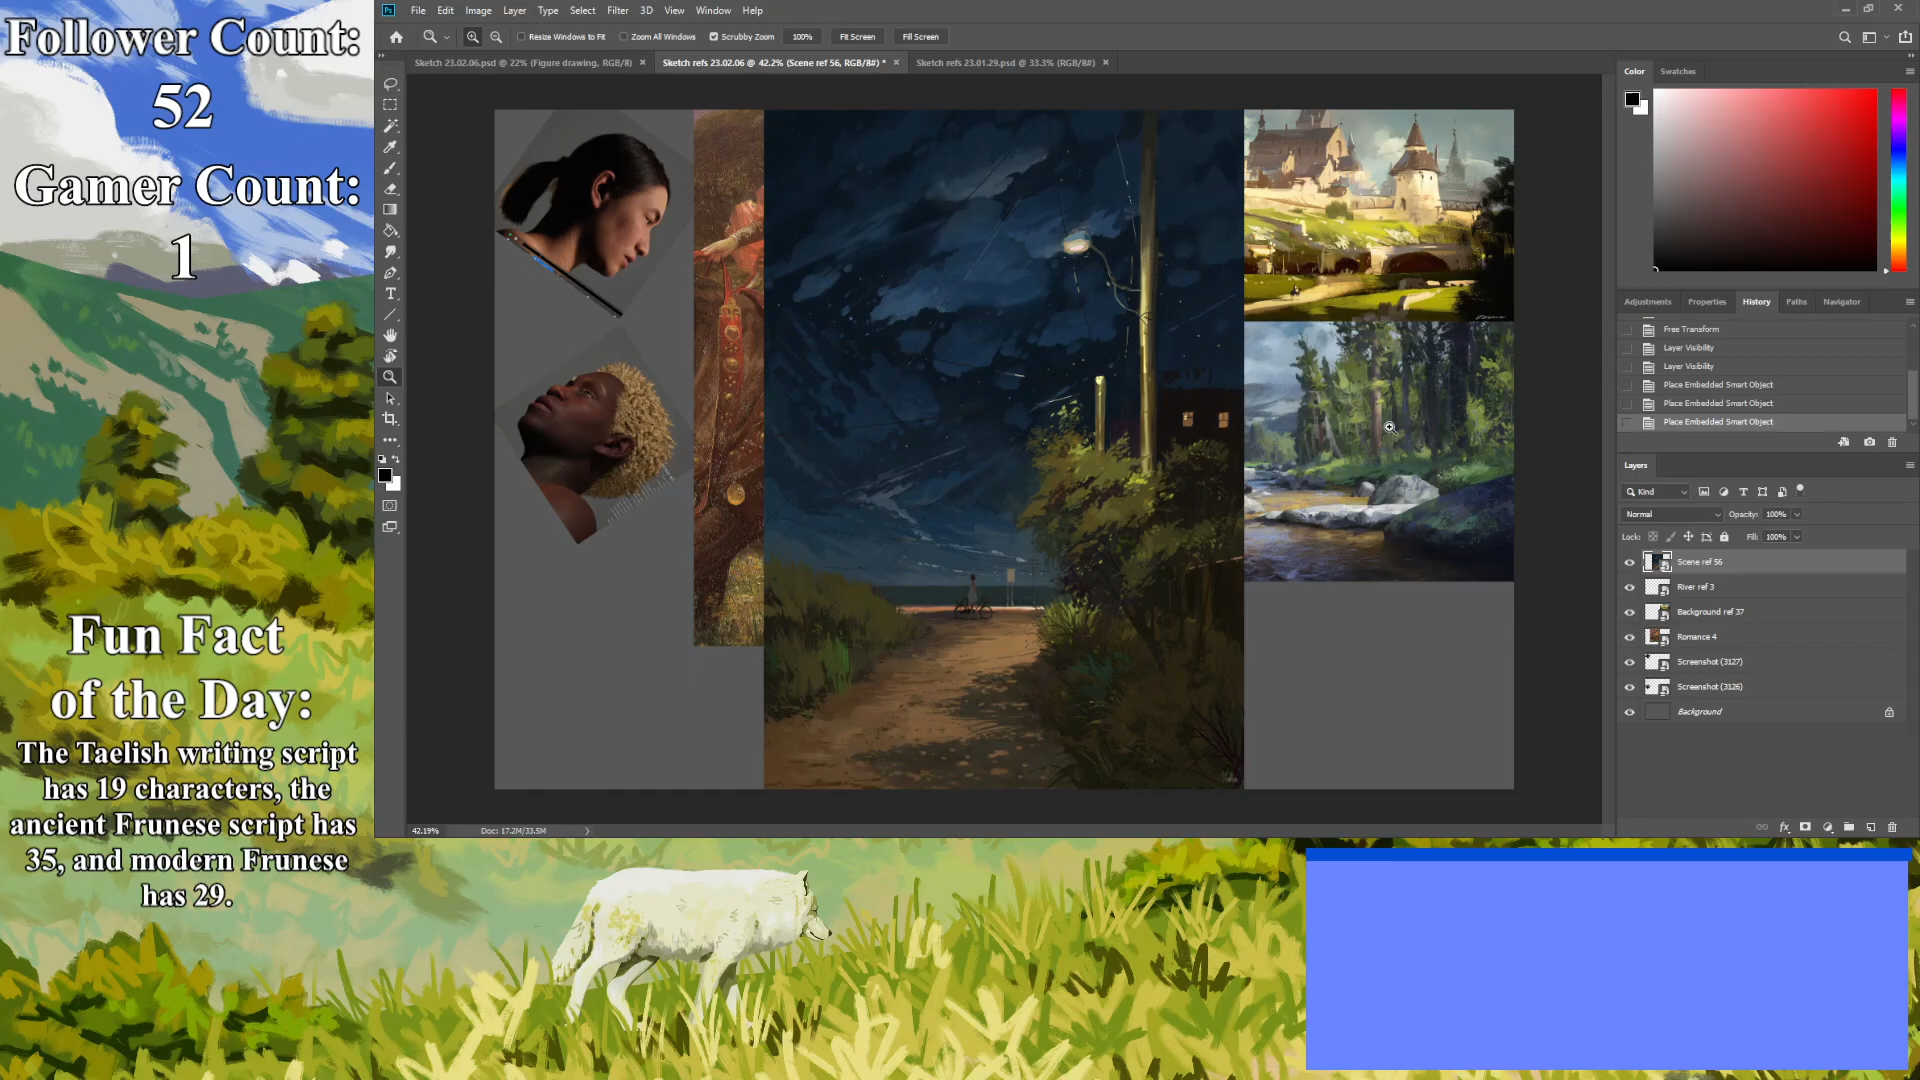 Follower Count:
52
Gamer Count:
1
Fun Fact
of the Day:
The Taelish writing script
has 19 characters, the
ancient Frunese script has
35, and modern Frunese
has 29.
Ps File Edit Image Layer Type Select Filter 3D View Window Help
Resize Windows to Fit Zoom All Windows Scrubby Zoom 100% Fit Screen Fill Screen
Sketch 23.02.06.psd @ 22% (Figure drawing, RGB/8) Sketch refs 23.02.06 @ 42.2% (Scene ref 56, RGB/8#) * Sketch refs 23.01.29.psd @ 33.3% (RGB/8#)
T
42.19% Doc: 17.2M/33.5M
Color Swatches
Adjustments Properties History Paths Navigator
Free Transform
Layer Visibility
Layer Visibility
Place Embedded Smart Object
Place Embedded Smart Object
Place Embedded Smart Object
Layers
Kind
Normal Opacity: 100%
Lock: Fill: 100%
Scene ref 56
River ref 3
Background ref 37
Romance 4
Screenshot (3127)
Screenshot (3126)
Background
fx